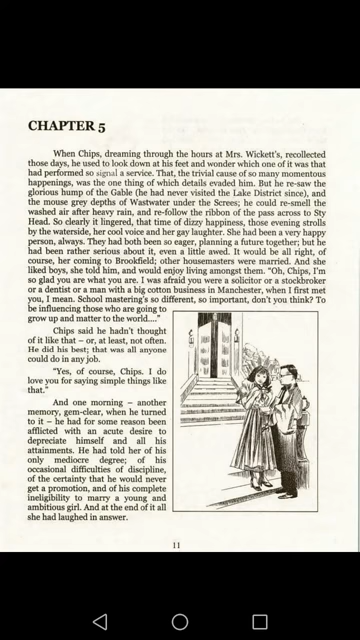 CHAPTER 5
When Chips, dreaming through the hours at Mrs. Wickett's, recollected
those days, he used to look down at his feet and wonder which one of it was that
had performed so signal a service. That, the trivial cause of so many momentous
happenings, was the one thing of which details evaded him. But he re-saw the
glorious hump of the Gable (he had never visited the Lake District since), and
the mouse grey depths of Wastwater under the Screes; he could re-smell the
washed air after heavy rain, and re-follow the ribbon of the pass across to Sty
Head. So clearly it lingered, that time of dizzy happiness, those evening strolls
by the waterside, her cool voice and her gay laughter. She had been a very happy
person, always. They had both been so eager, planning a future together; but he
had been rather serious about it, even a little awed. It would be all right, of
course, her coming to Brookfield; other housemasters were married. And she
liked boys, she told him, and would enjoy living amongst them. "Oh, Chips, I'm
so glad you are what you are. I was afraid you were a solicitor or a stockbroker
or a dentist or a man with a big cotton business in Manchester, when I first met
you, I mean. School mastering's so different, so important, don't you think? To
be influencing those who are going to
grow up and matter to the world...."
Chips said he hadn't thought
of it like that – or, at least, not often.
He did his best; that was all anyone
could do in any job.
"Yes, of course, Chips. I do
love you for saying simple things like
that."
And one morning – another
memory, gem-clear, when he turned
to it – he had for some reason been
afflicted with an acute desire to
depreciate himself and all his
attainments. He had told her of his
only mediocre degree; of his
occasional difficulties of discipline,
of the certainty that he would never
get a promotion, and of his complete
ineligibility to marry a young and
ambitious girl. And at the end of it all
she had laughed in answer.
11